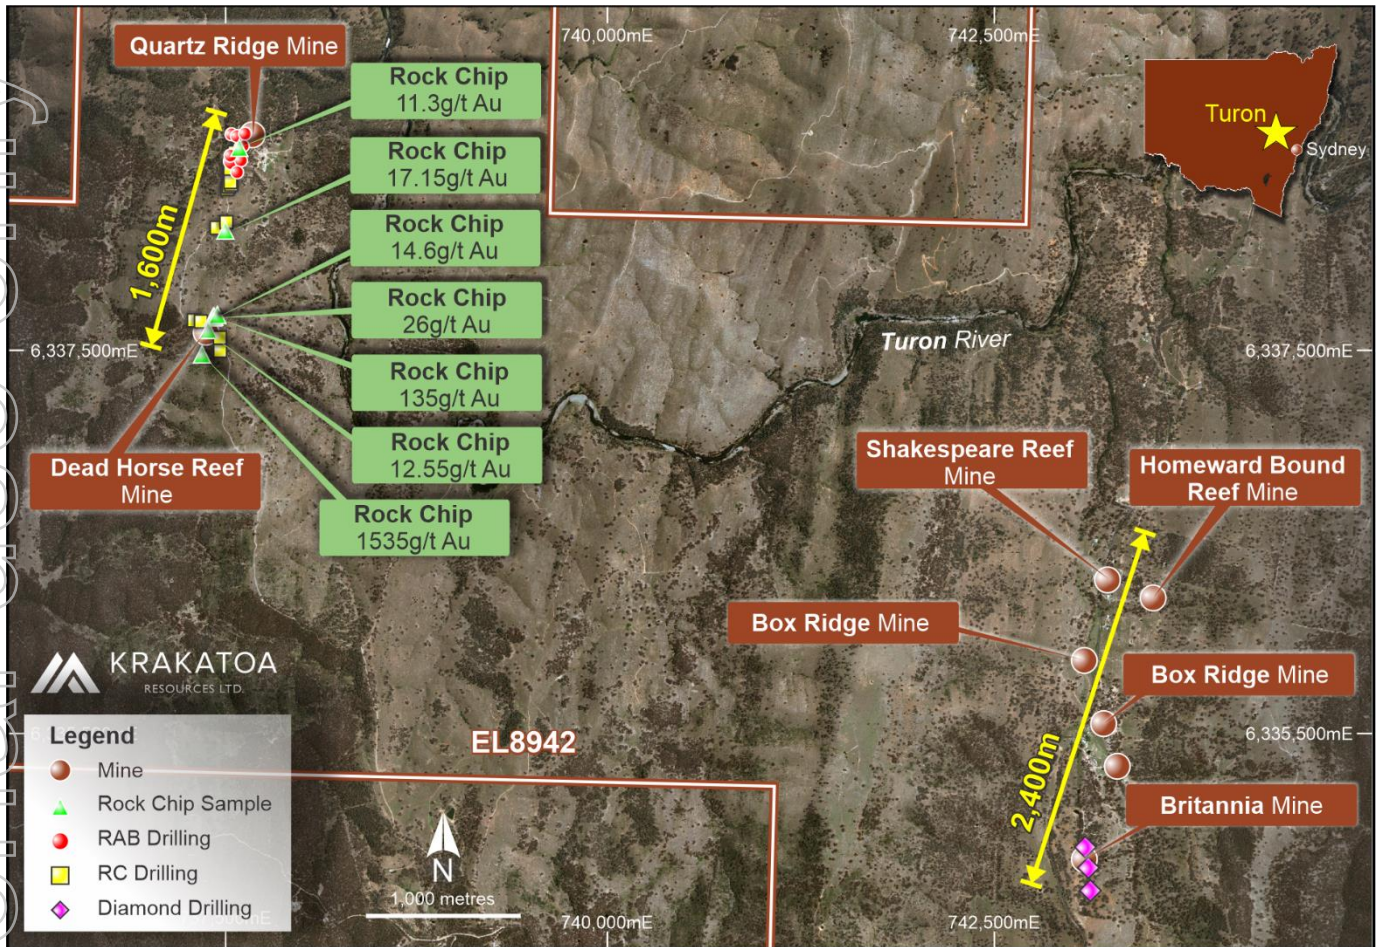 Quartz Ridge Mine
740,000mE
742,500mE
Rock Chip
11.3g/t Au
Turon
Sydney
Rock Chip
17.15g/t Au
1,600m
Rock Chip
14.6g/t Au
Rock Chip
26g/t Au
Turon River
6,337,500mE
6,337,500mE
Rock Chip
135g/t Au
Rock Chip
12.55g/t Au
Dead Horse Reef
Mine
Shakespeare Reef
Mine
Homeward Bound
Reef Mine
Rock Chip
1535g/t Au
Box Ridge Mine
KRAKATOA
RESOURCES LTD.
Box Ridge Mine
EL8942
6,335,500mE
2,400m
Britannia Mine
Legend
Mine
Rock Chip Sample
RAB Drilling
RC Drilling
Diamond Drilling
N
1,000 metres
740,000mE
742,500mE